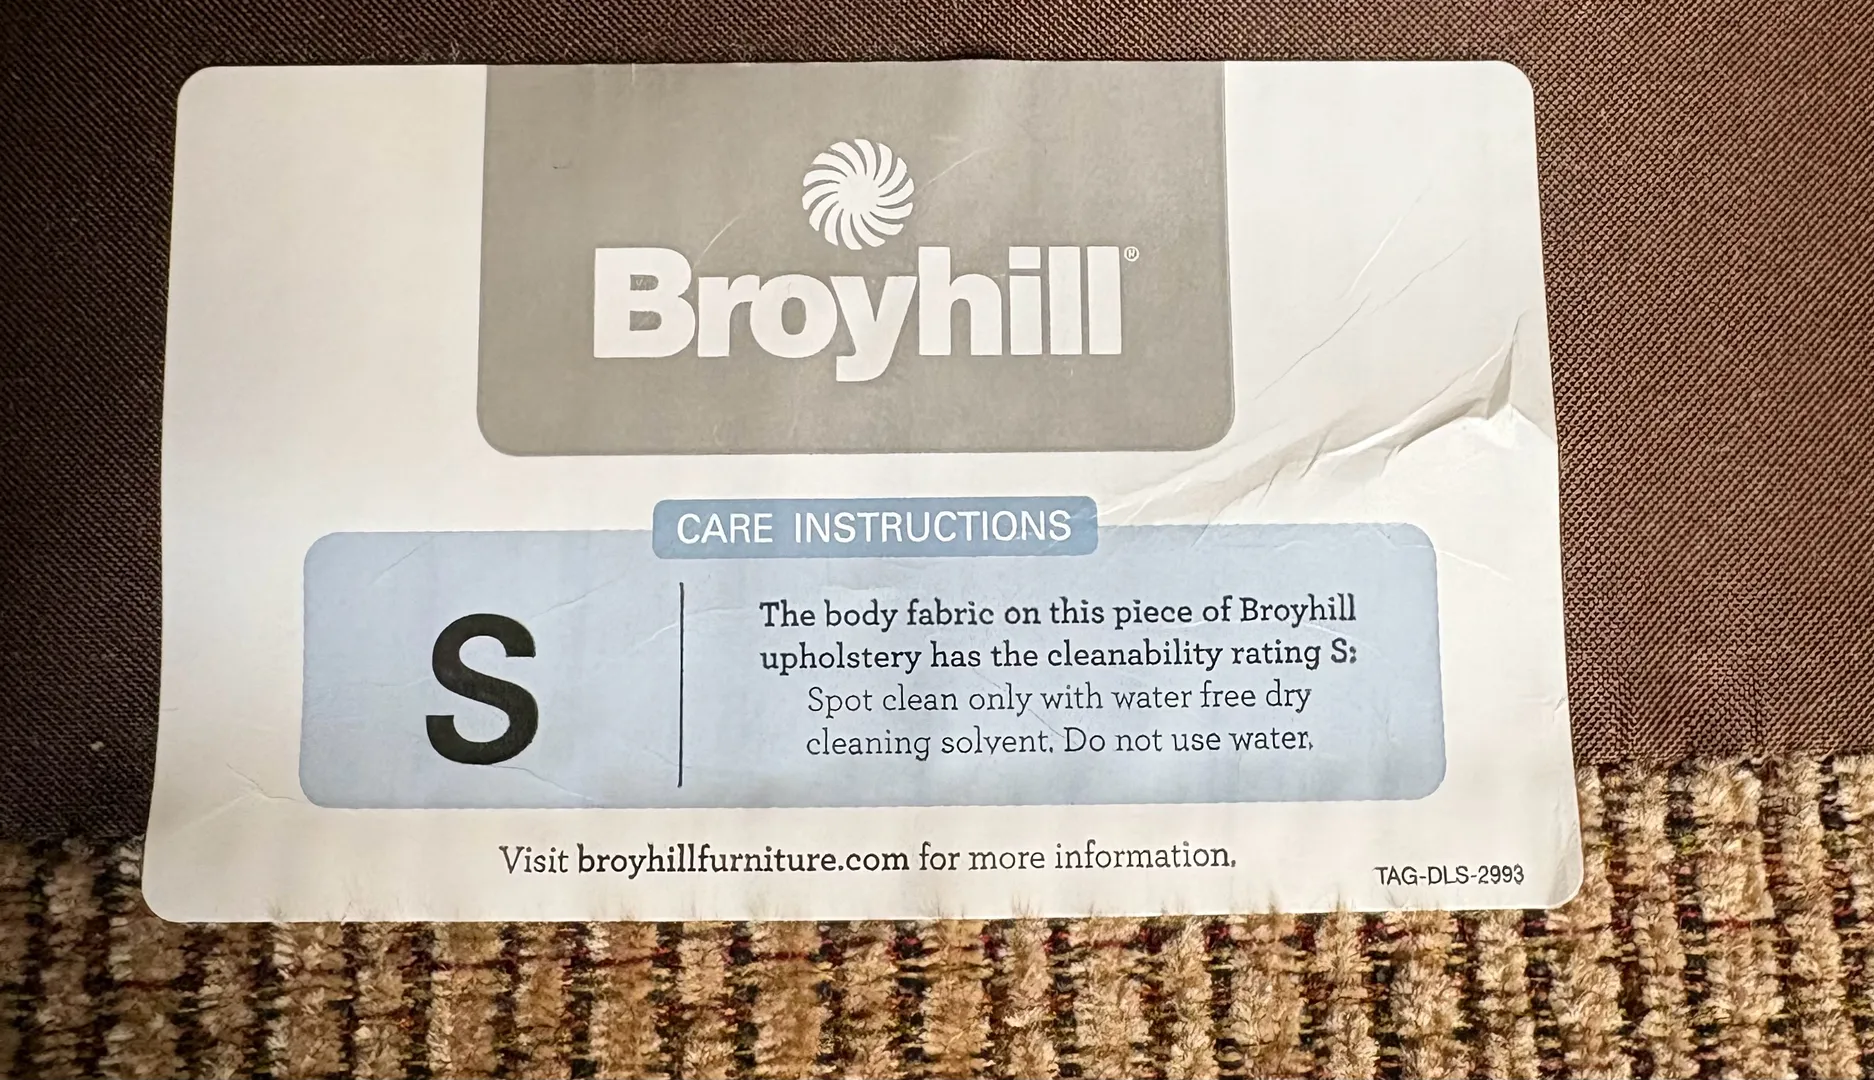 Broyhill®
CARE INSTRUCTIONS
S
The body fabric on this piece of Broyhill
upholstery has the cleanability rating S:
Spot clean only with water free dry
cleaning solvent. Do not use water.
Visit broyhillfurniture.com for more information.
TAG-DLS-2993